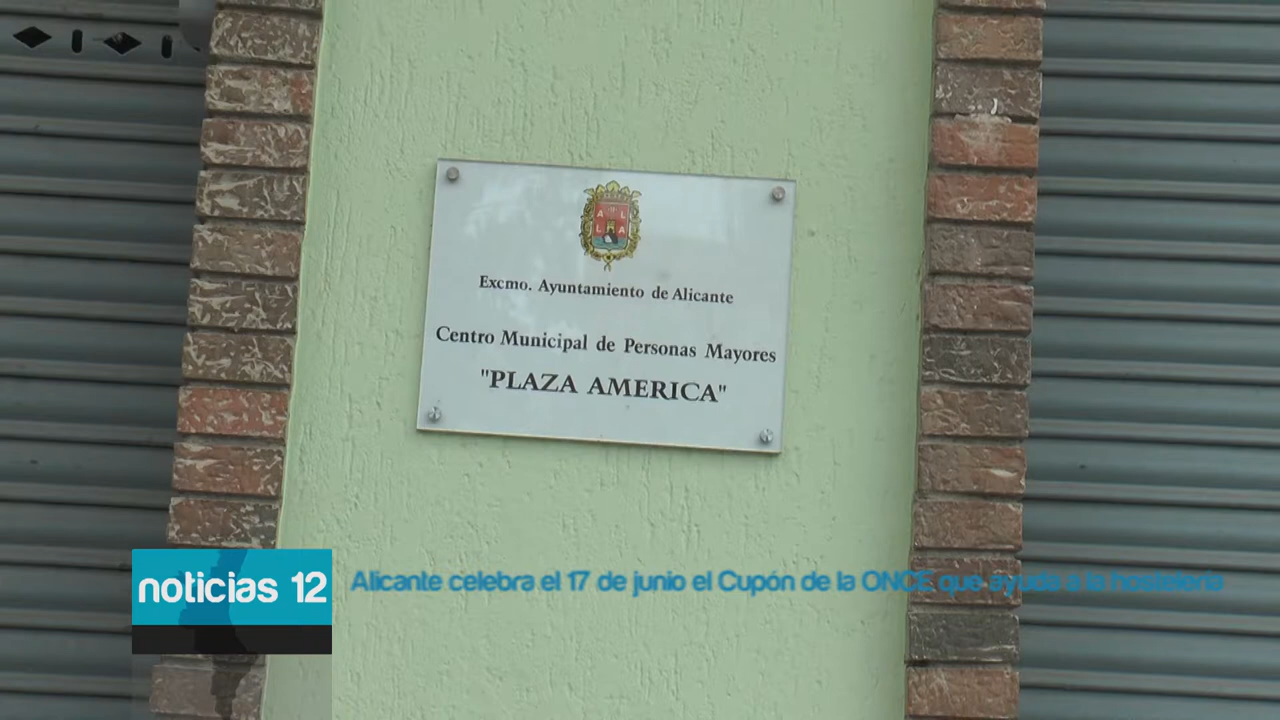 A L
L A
Excmo. Ayuntamiento de Alicante
Centro Municipal de Personas Mayores
"PLAZA AMERICA"
noticias 12
Alicante celebra el 17 de junio el Cupón de la ONCE que ayuda a la hostelería